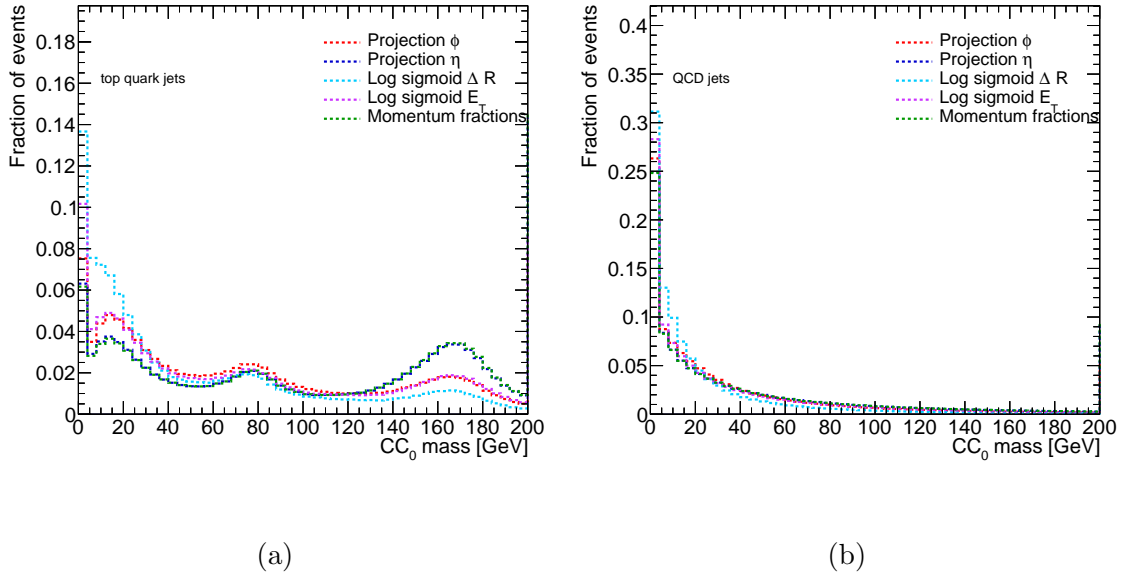 Fraction of events
0.18
0.16
0.14
0.12
0.1
0.08
0.06
0.04
0.02
0
top quark jets
Projection ϕ
Projection η
Log sigmoid Δ R
Log sigmoid E_T
Momentum fractions
0 20 40 60 80 100 120 140 160 180 200
CC₀ mass [GeV]
(a)
Fraction of events
0.4
0.35
0.3
0.25
0.2
0.15
0.1
0.05
0
QCD jets
Projection ϕ
Projection η
Log sigmoid Δ R
Log sigmoid E_T
Momentum fractions
0 20 40 60 80 100 120 140 160 180 200
CC₀ mass [GeV]
(b)